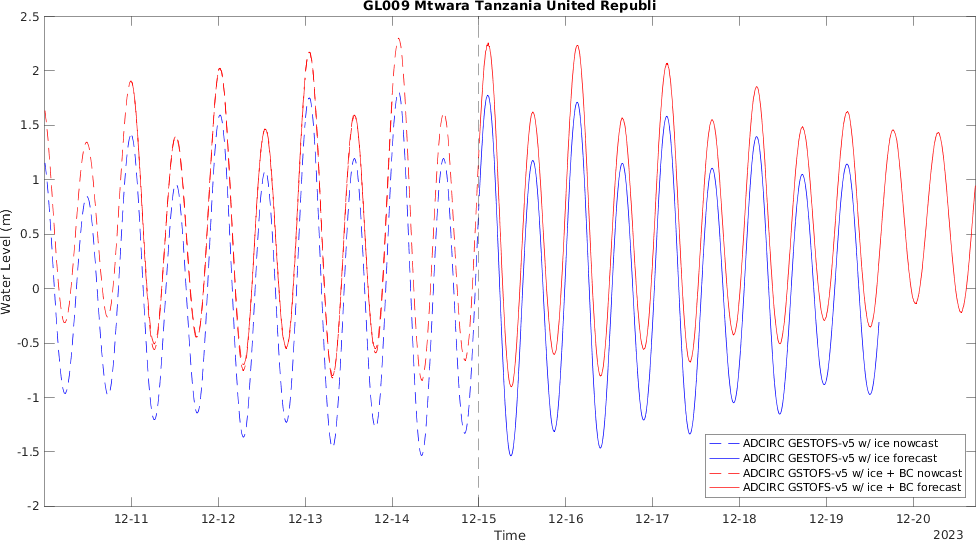 GL009 Mtwara Tanzania United Republi
Water Level (m)
2.5
2
1.5
1
0.5
0
-0.5
-1
-1.5
-2
ADCIRC GESTOFS-v5 w/ ice nowcast
ADCIRC GESTOFS-v5 w/ ice forecast
ADCIRC GSTOFS-v5 w/ ice + BC nowcast
ADCIRC GSTOFS-v5 w/ ice + BC forecast
12-11 12-12 12-13 12-14 12-15 12-16 12-17 12-18 12-19 12-20
Time
2023